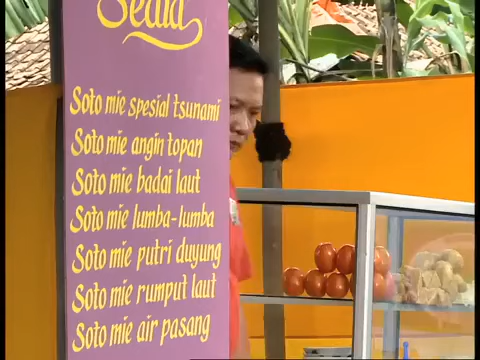 Sedia
Soto mie spesial tsunami
Soto mie angin topan
Soto mie badai laut
Soto mie lumba-lumba
Soto mie putri duyung
Soto mie rumput laut
Soto mie air pasang